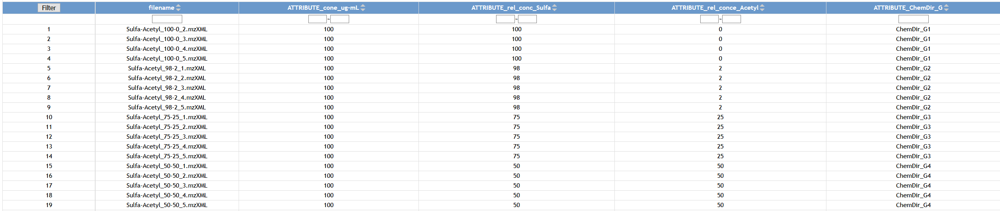 Filter filename ATTRIBUTE_cone_ug-mL ATTRIBUTE_rel_conc_Sulfa ATTRIBUTE_rel_conce_Acetyl ATTRIBUTE_ChemDir_G
~ ~ ~
1 Sulfa-Acetyl_100-0_2.mzXML 100 100 0 ChemDir_G1
2 Sulfa-Acetyl_100-0_3.mzXML 100 100 0 ChemDir_G1
3 Sulfa-Acetyl_100-0_4.mzXML 100 100 0 ChemDir_G1
4 Sulfa-Acetyl_100-0_5.mzXML 100 100 0 ChemDir_G1
5 Sulfa-Acetyl_98-2_1.mzXML 100 98 2 ChemDir_G2
6 Sulfa-Acetyl_98-2_2.mzXML 100 98 2 ChemDir_G2
7 Sulfa-Acetyl_98-2_3.mzXML 100 98 2 ChemDir_G2
8 Sulfa-Acetyl_98-2_4.mzXML 100 98 2 ChemDir_G2
9 Sulfa-Acetyl_98-2_5.mzXML 100 98 2 ChemDir_G2
10 Sulfa-Acetyl_75-25_1.mzXML 100 75 25 ChemDir_G3
11 Sulfa-Acetyl_75-25_2.mzXML 100 75 25 ChemDir_G3
12 Sulfa-Acetyl_75-25_3.mzXML 100 75 25 ChemDir_G3
13 Sulfa-Acetyl_75-25_4.mzXML 100 75 25 ChemDir_G3
14 Sulfa-Acetyl_75-25_5.mzXML 100 75 25 ChemDir_G3
15 Sulfa-Acetyl_50-50_1.mzXML 100 50 50 ChemDir_G4
16 Sulfa-Acetyl_50-50_2.mzXML 100 50 50 ChemDir_G4
17 Sulfa-Acetyl_50-50_3.mzXML 100 50 50 ChemDir_G4
18 Sulfa-Acetyl_50-50_4.mzXML 100 50 50 ChemDir_G4
19 Sulfa-Acetyl_50-50_5.mzXML 100 50 50 ChemDir_G4